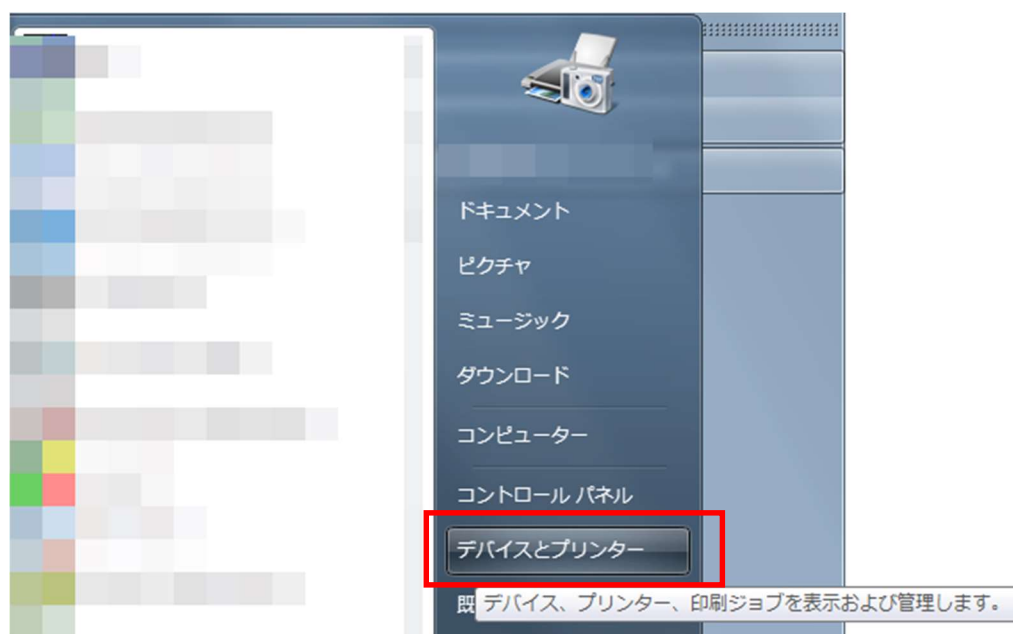 ドキュメント
ピクチャ
ミュージック
ダウンロード
コンピューター
コントロール パネル
デバイスとプリンター
既
デバイス、プリンター、印刷ジョブを表示および管理します。